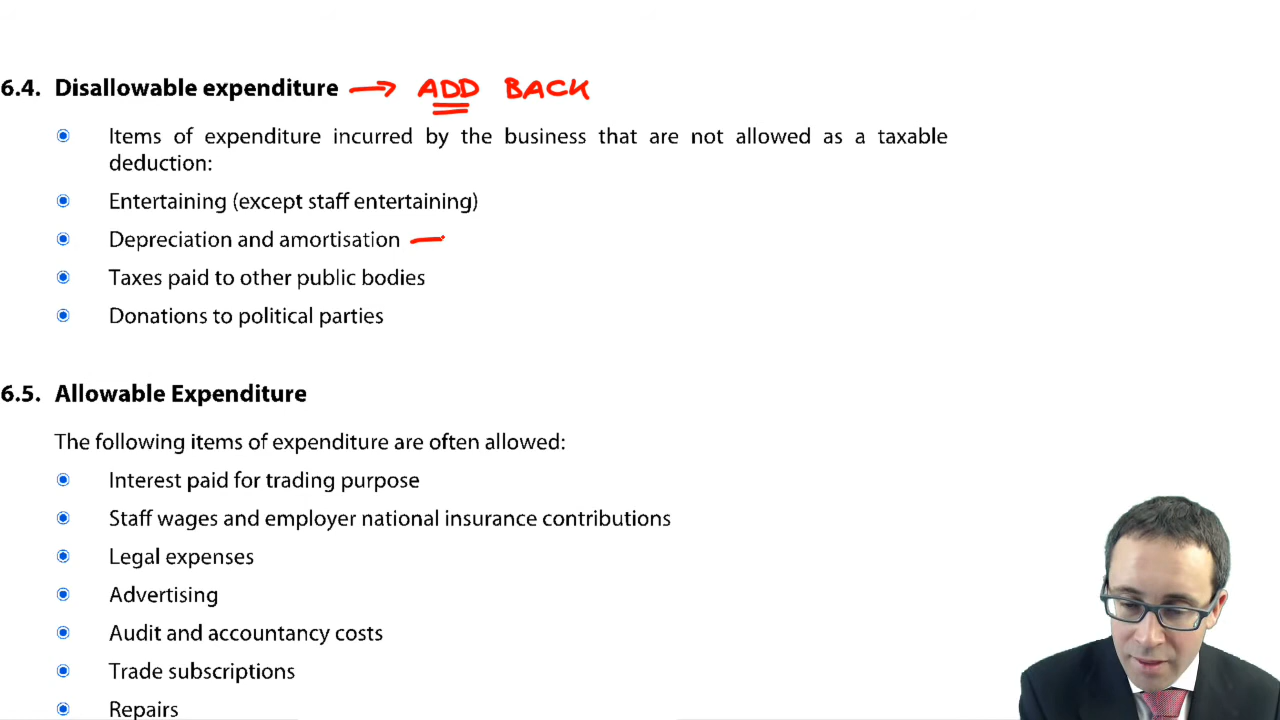 6.4. Disallowable expenditure → ADD BACK
Items of expenditure incurred by the business that are not allowed as a taxable
deduction:
Entertaining (except staff entertaining)
Depreciation and amortisation
Taxes paid to other public bodies
Donations to political parties
6.5. Allowable Expenditure
The following items of expenditure are often allowed:
Interest paid for trading purpose
Staff wages and employer national insurance contributions
Legal expenses
Advertising
Audit and accountancy costs
Trade subscriptions
Repairs